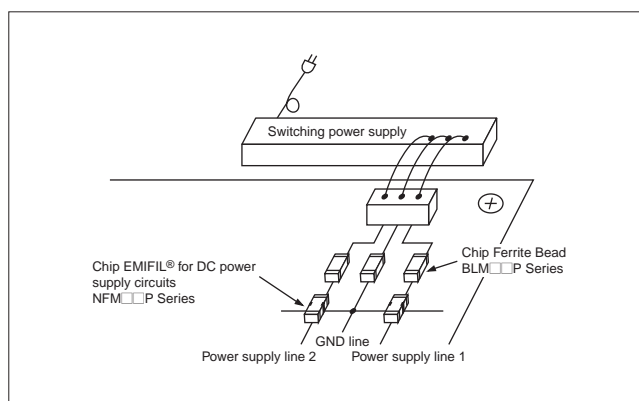 Switching power supply
Chip EMIFIL® for DC power
supply circuits
NFM□□P Series
Chip Ferrite Bead
BLM□□P Series
GND line
Power supply line 2
Power supply line 1